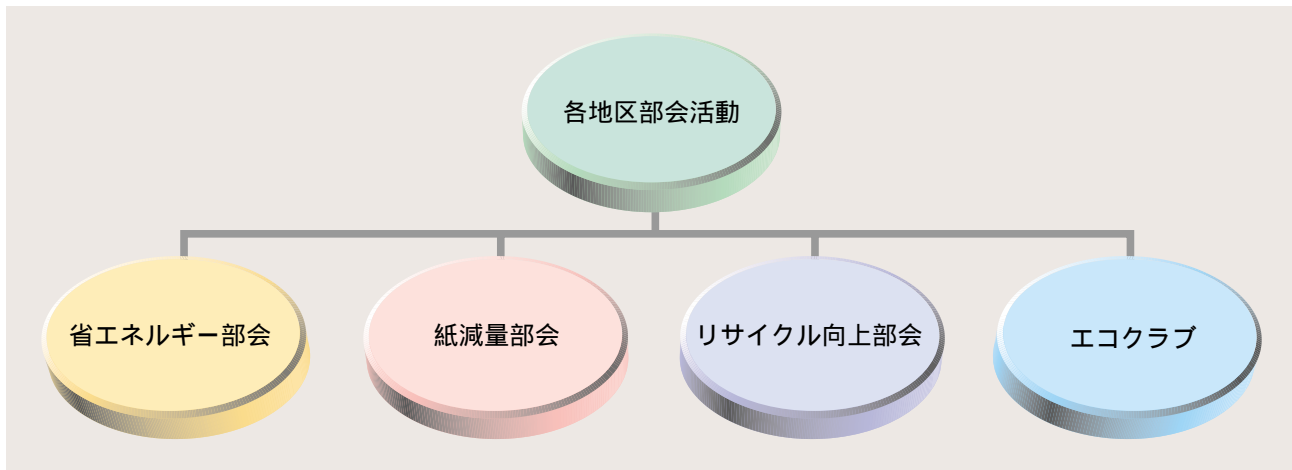 各地区部会活動
省エネルギー部会
紙減量部会
リサイクル向上部会
エコクラブ